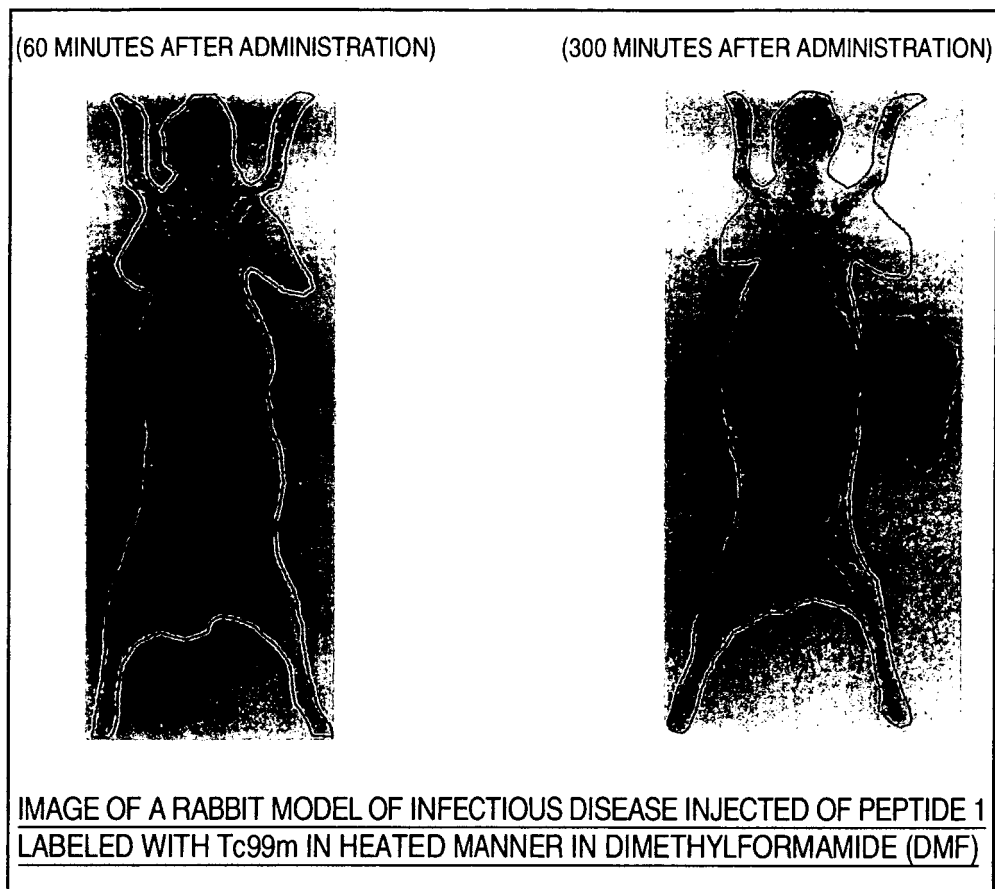 (60 MINUTES AFTER ADMINISTRATION)
(300 MINUTES AFTER ADMINISTRATION)
IMAGE OF A RABBIT MODEL OF INFECTIOUS DISEASE INJECTED OF PEPTIDE 1
LABELED WITH Tc99m IN HEATED MANNER IN DIMETHYLFORMAMIDE (DMF)